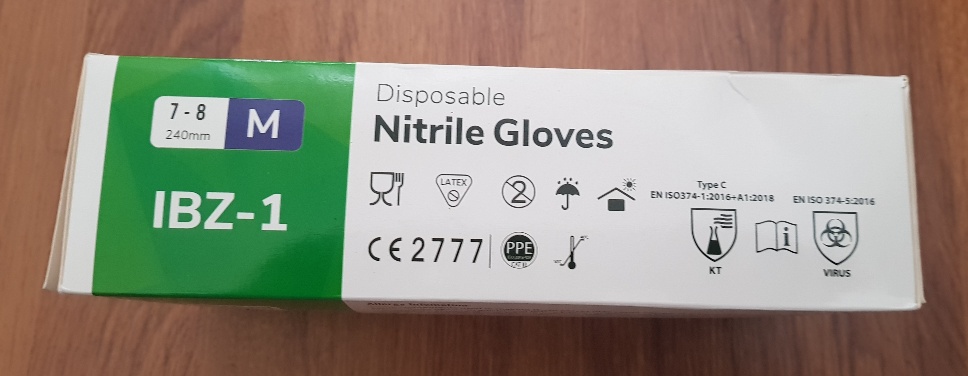 7 - 8
240mm
M
IBZ-1
Disposable
Nitrile Gloves
LATEX
2
Type C
EN ISO374-1:2016+A1:2018
EN ISO 374-5:2016
KT
i
VIRUS
CE 2777
PPE